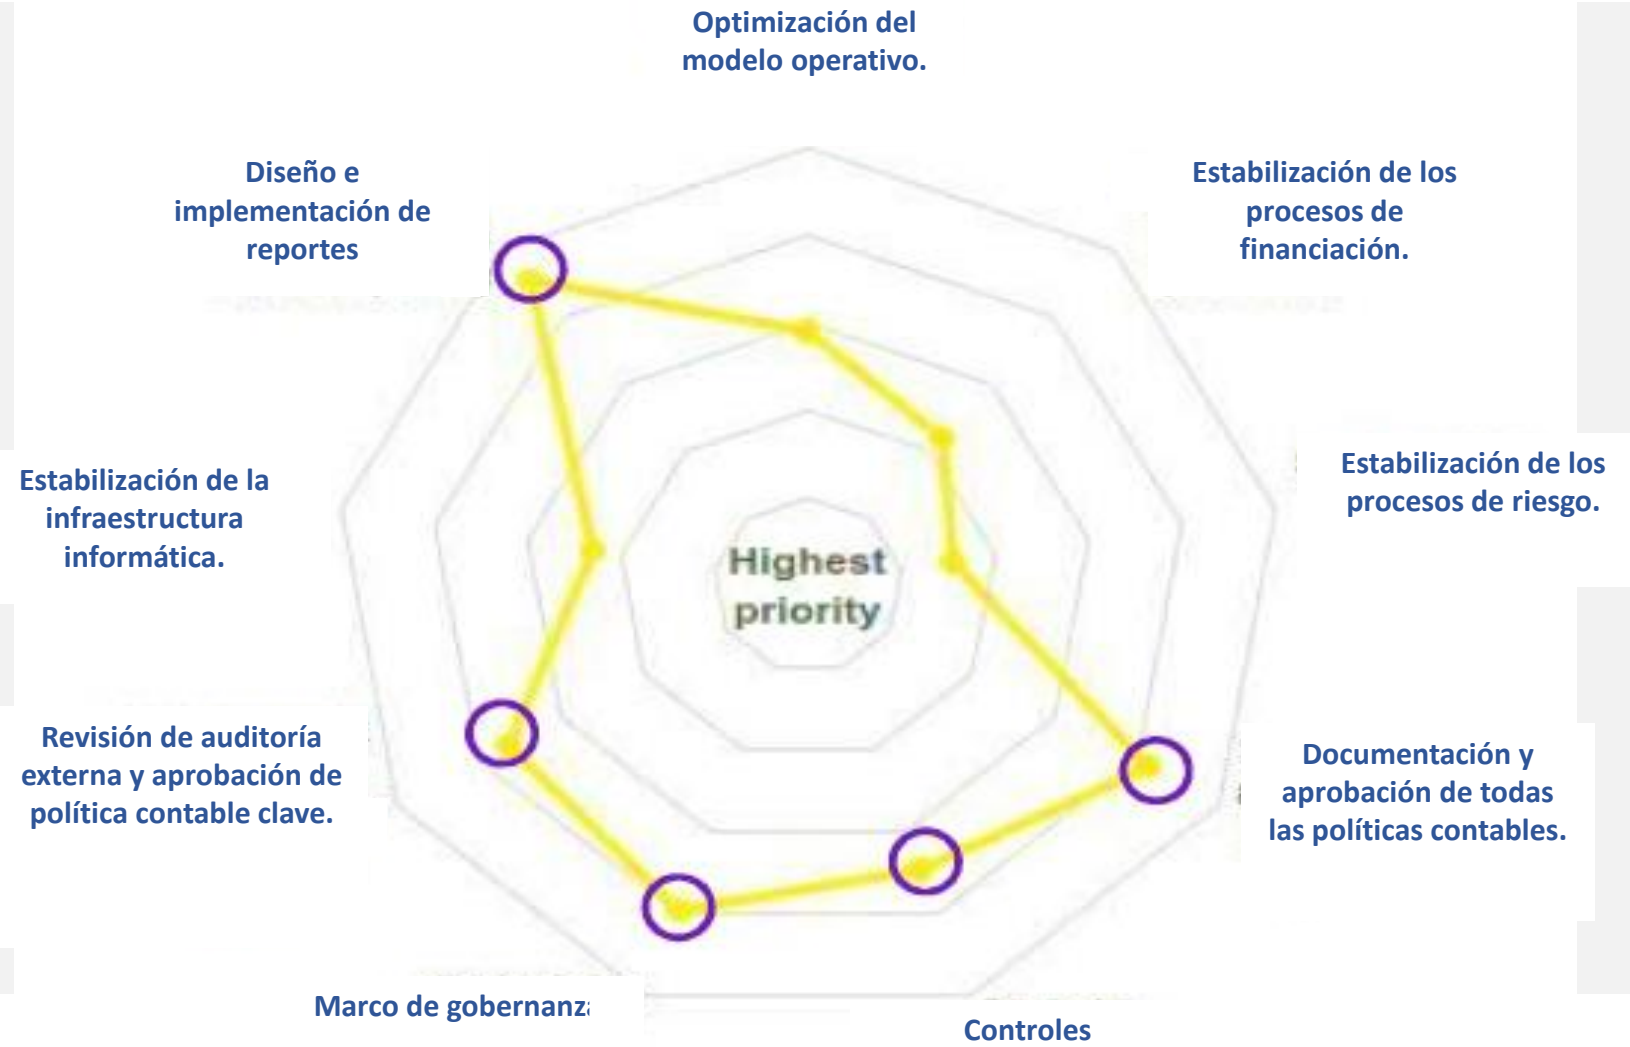 Optimización del
modelo operativo.
Diseño e
implementación de
reportes
Estabilización de los
procesos de
financiación.
Estabilización de la
infraestructura
informática.
Estabilización de los
procesos de riesgo.
Highest
priority
Revisión de auditoría
externa y aprobación de
política contable clave.
Documentación y
aprobación de todas
las políticas contables.
Marco de gobernanza
Controles